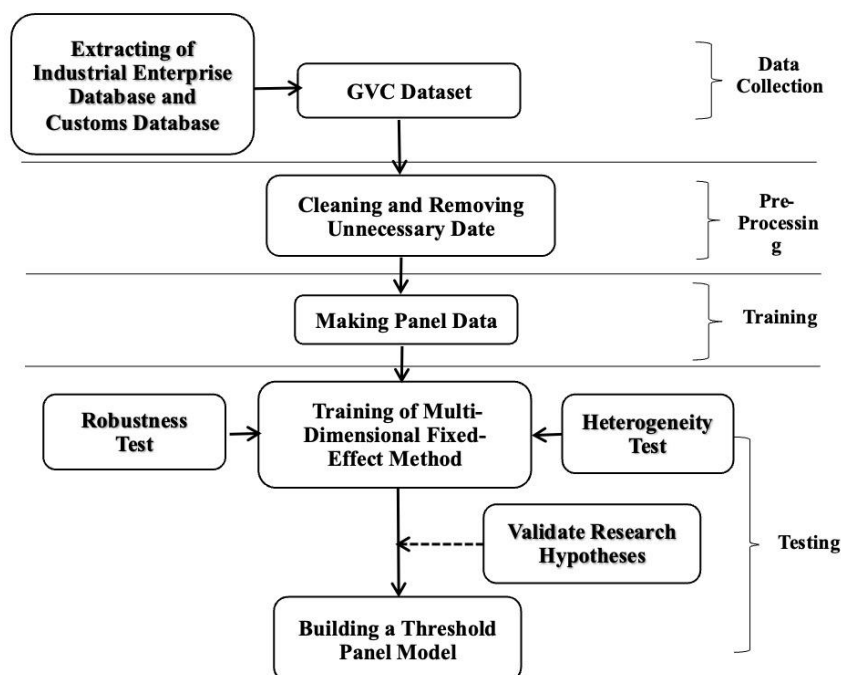 Extracting of
Industrial Enterprise
Database and
Customs Database
GVC Dataset
Data
Collection
Cleaning and Removing
Unnecessary Date
Pre-
Processin
g
Making Panel Data
Training
Robustness
Test
Training of Multi-
Dimensional Fixed-
Effect Method
Heterogeneity
Test
Validate Research
Hypotheses
Testing
Building a Threshold
Panel Model